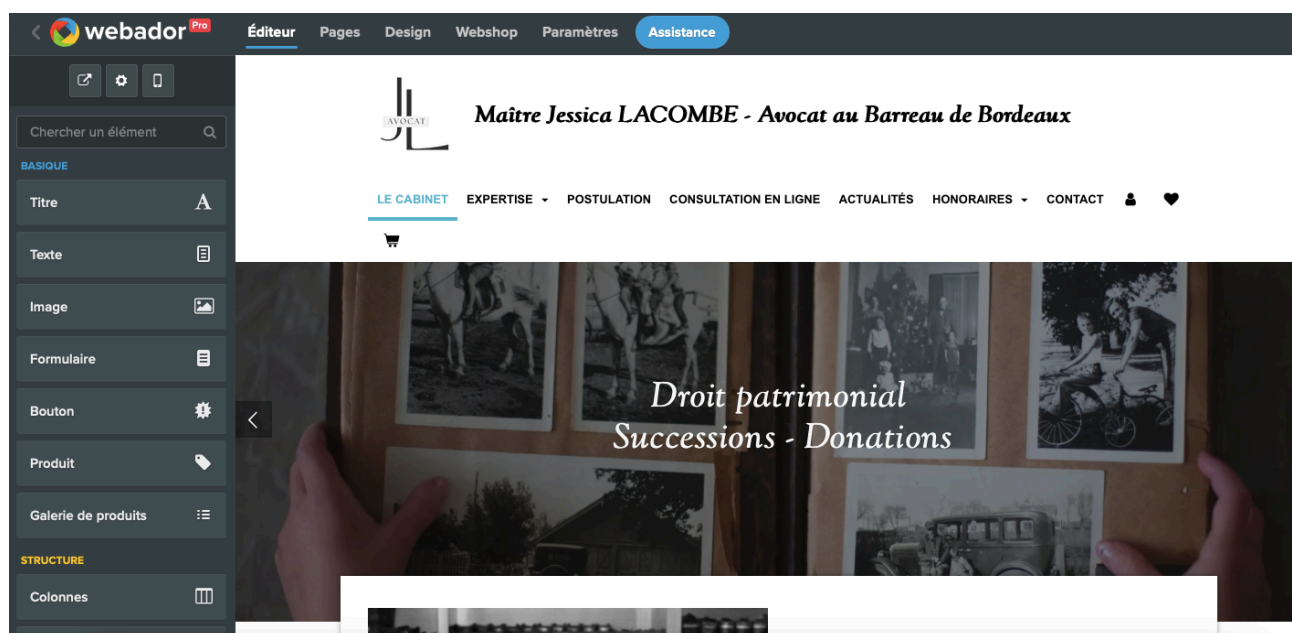 webador Pro
Éditeur Pages Design Webshop Paramètres Assistance
Chercher un élément
BASIQUE
Titre
A
Texte
Image
Formulaire
Bouton
Produit
Galerie de produits
STRUCTURE
Colonnes
AVOCAT
JL
Maître Jessica LACOMBE - Avocat au Barreau de Bordeaux
LE CABINET EXPERTISE POSTULATION CONSULTATION EN LIGNE ACTUALITÉS HONORAIRES CONTACT
Droit patrimonial
Successions - Donations